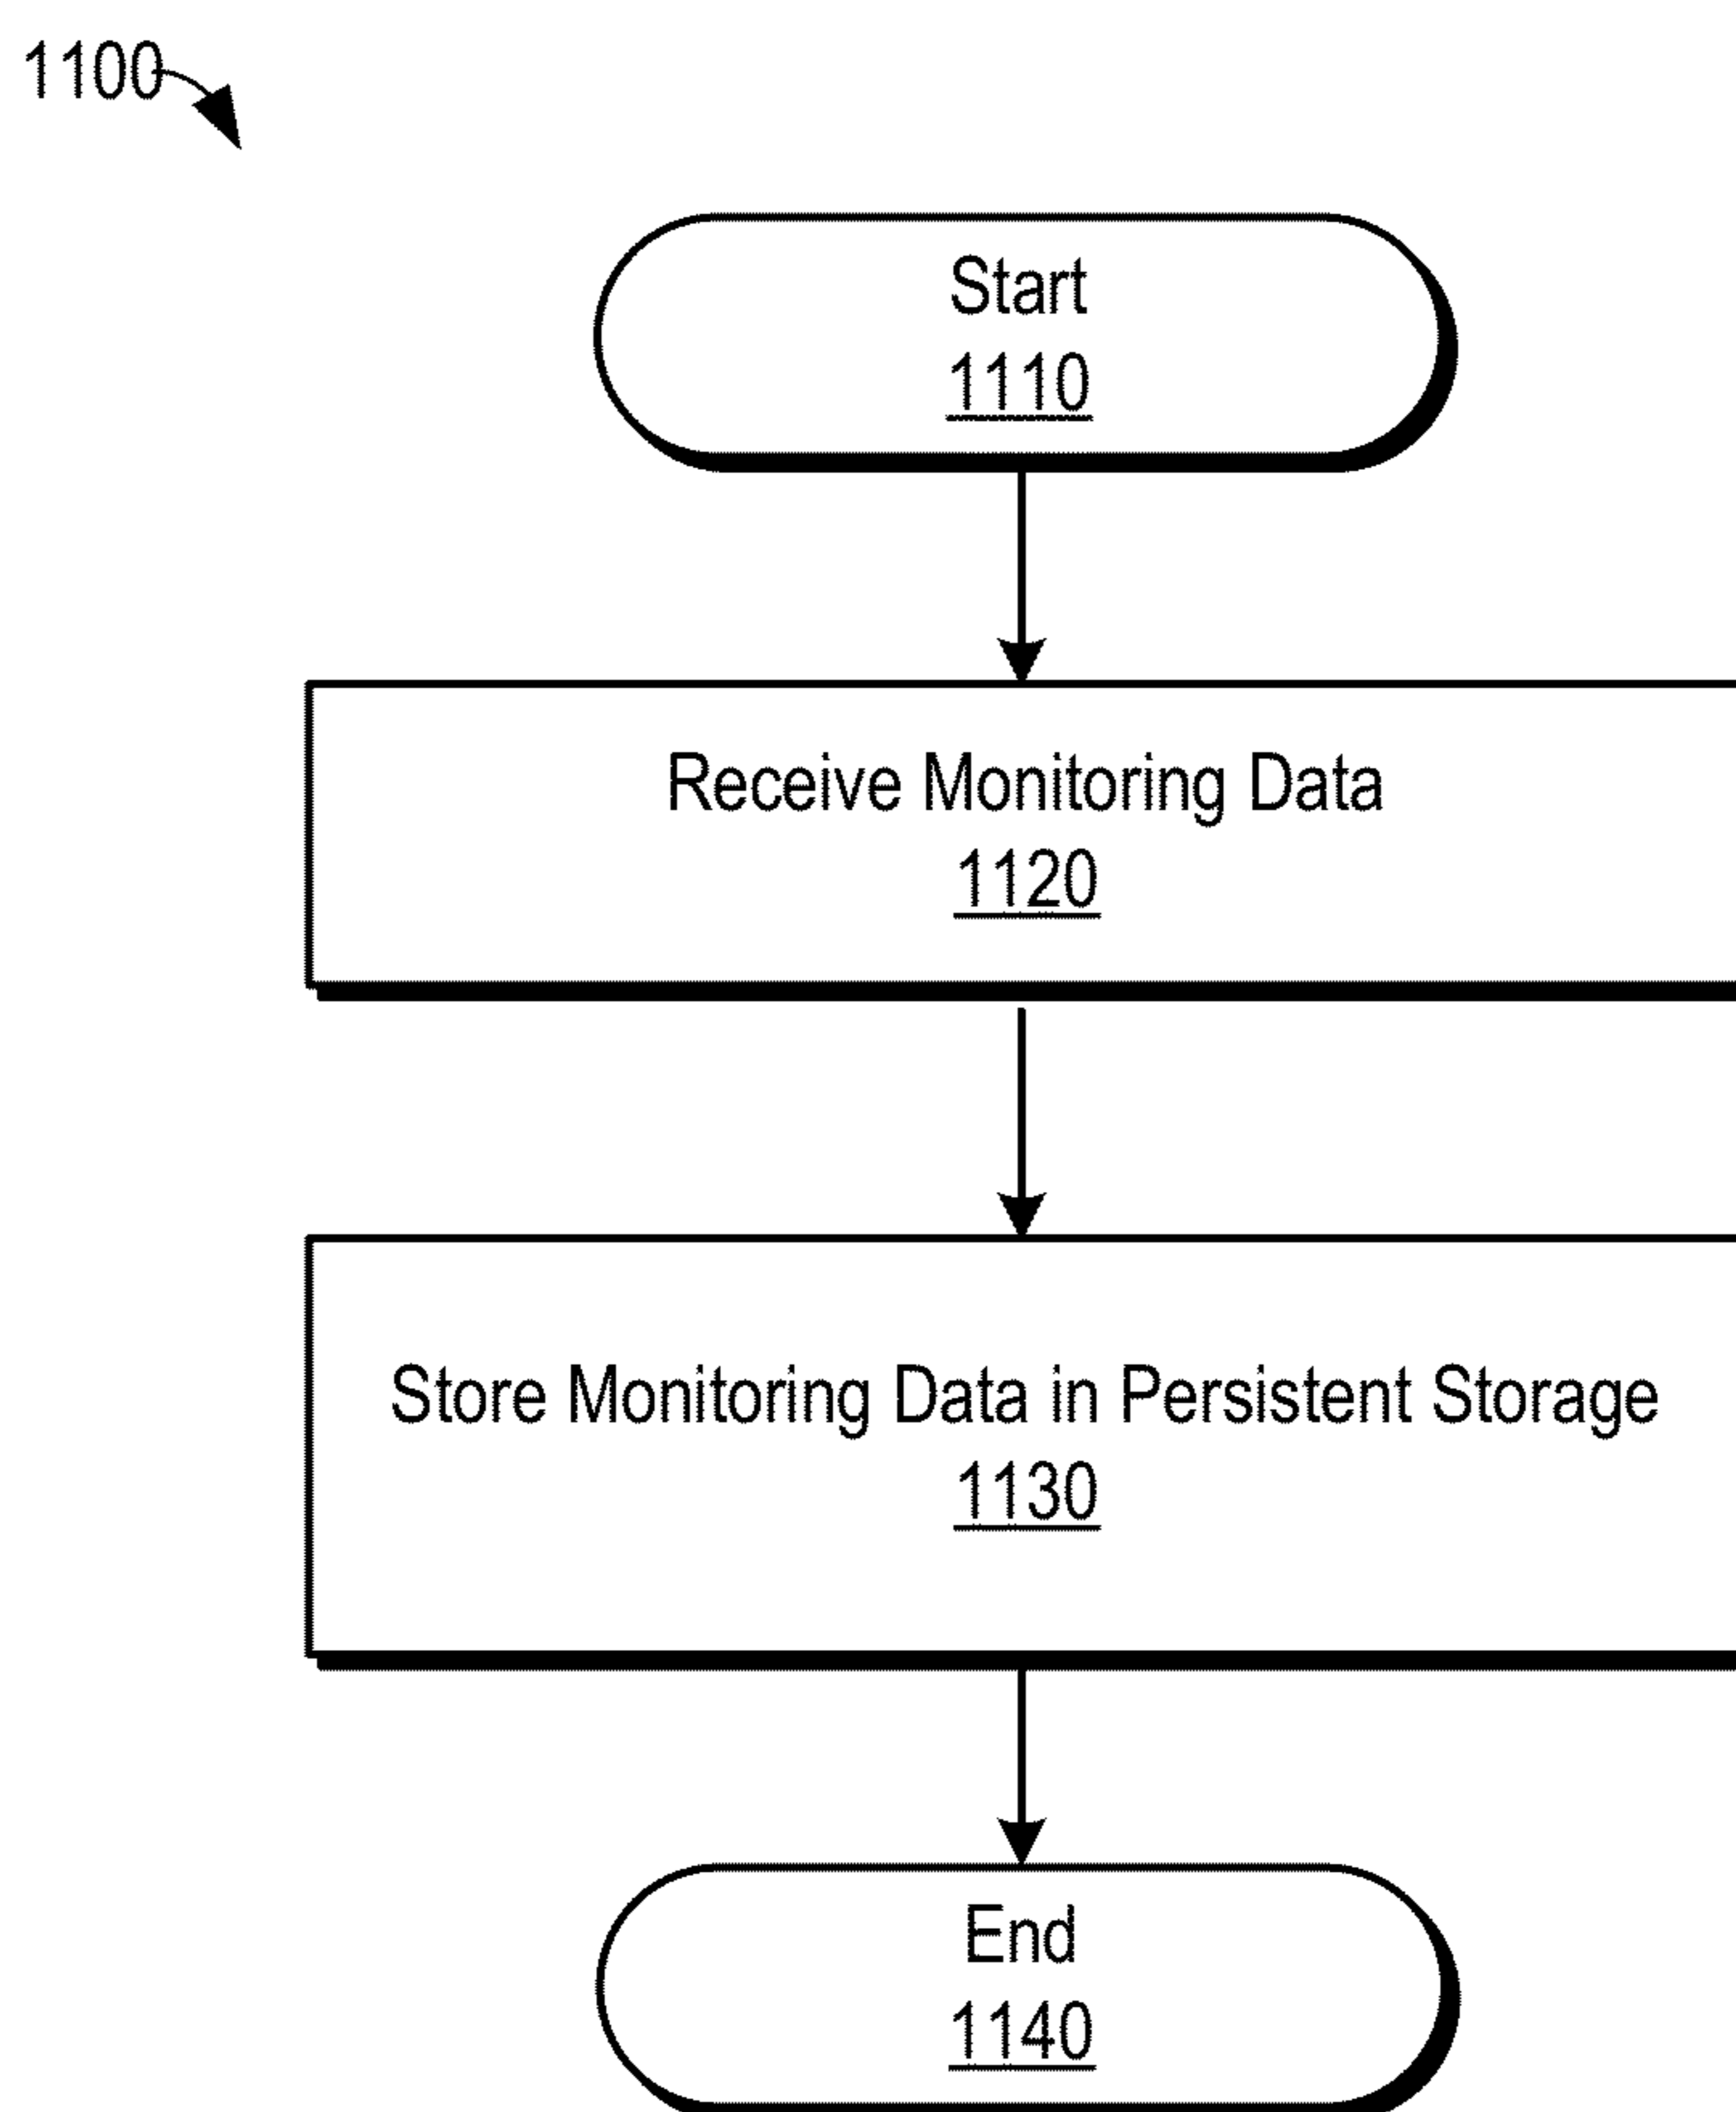 1100
Start
1110
Receive Monitoring Data
1120
Store Monitoring Data in Persistent Storage
1130
End
1140